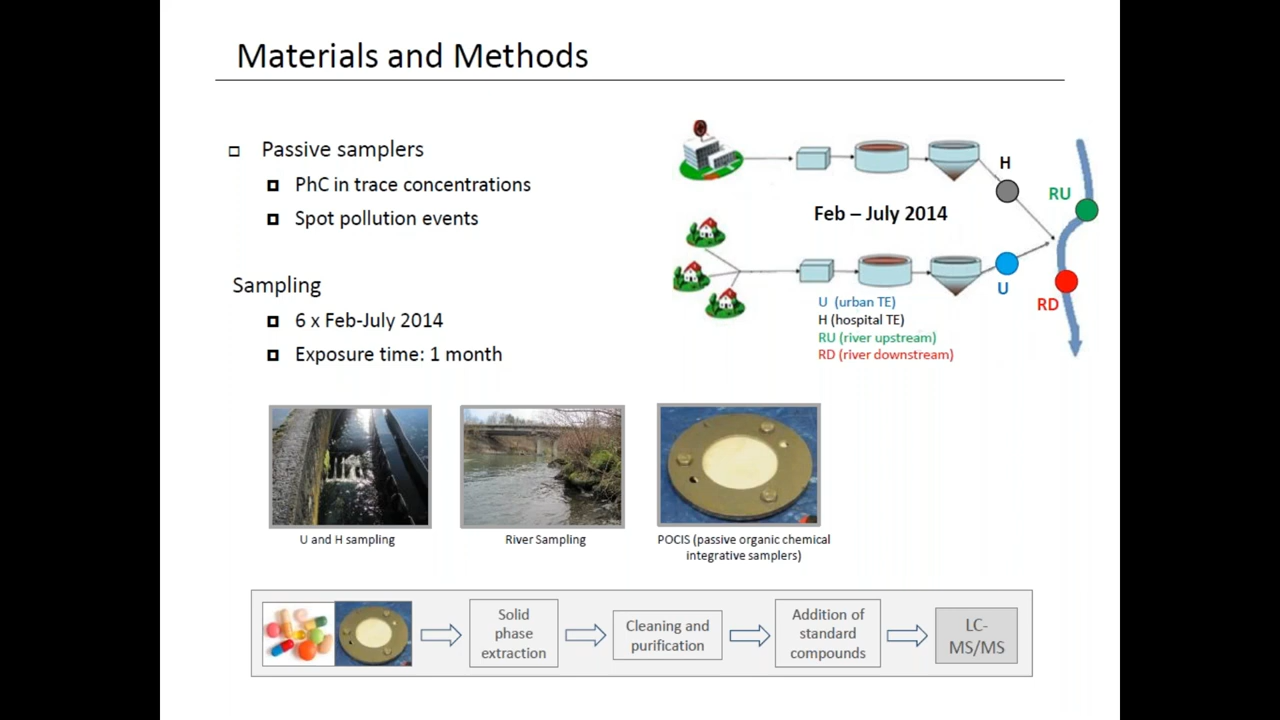 Materials and Methods
Passive samplers
PhC in trace concentrations
Spot pollution events
Sampling
6 x Feb-July 2014
Exposure time: 1 month
H
RU
Feb – July 2014
U
RD
U (urban TE)
H (hospital TE)
RU (river upstream)
RD (river downstream)
U and H sampling
River Sampling
POCIS (passive organic chemical
integrative samplers)
Solid
phase
extraction
Cleaning and
purification
Addition of
standard
compounds
LC-
MS/MS